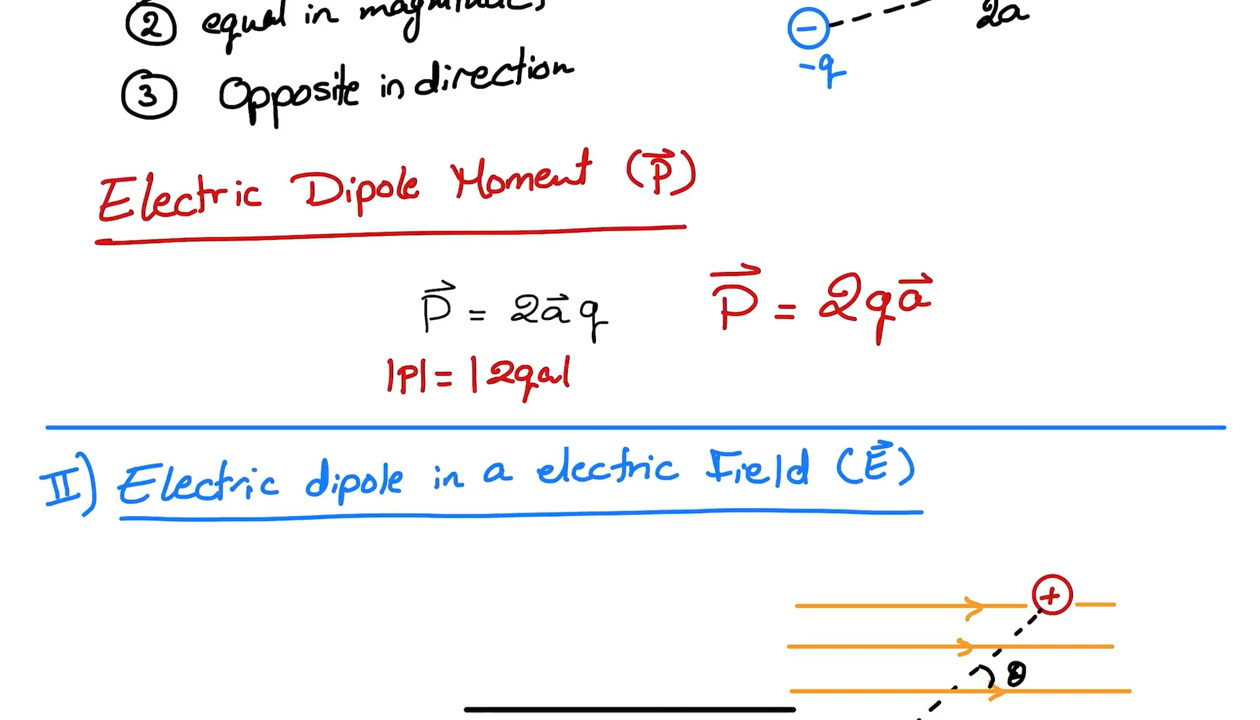 ② equal in magnitude,
2a
-q
③ Opposite in direction
Electric Dipole Moment (P⃗)
P⃗ = 2a⃗ q
P⃗ = 2qa⃗
|P| = |2qa|
II) Electric dipole in a electric Field (E⃗)
+
θ